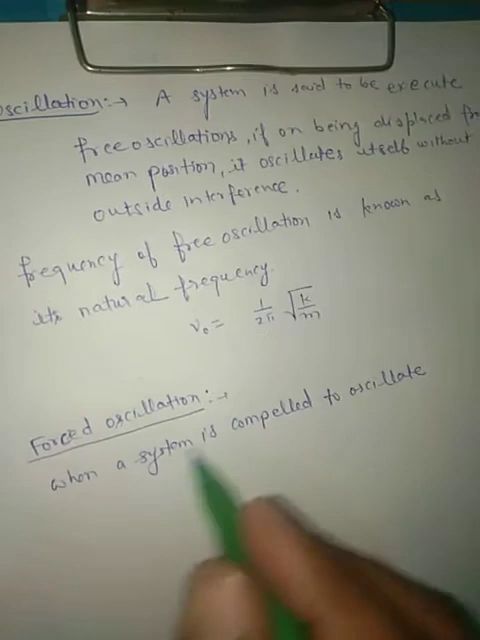 oscillation:→ A system is said to be execute
free oscillations, if on being displaced
mean position, it oscillates itself without
outside interference.
frequency of free oscillation is known as
its natural frequency.
ν₀= 1/2π √k/m
Forced oscillation:→
when a system is compelled to oscillate